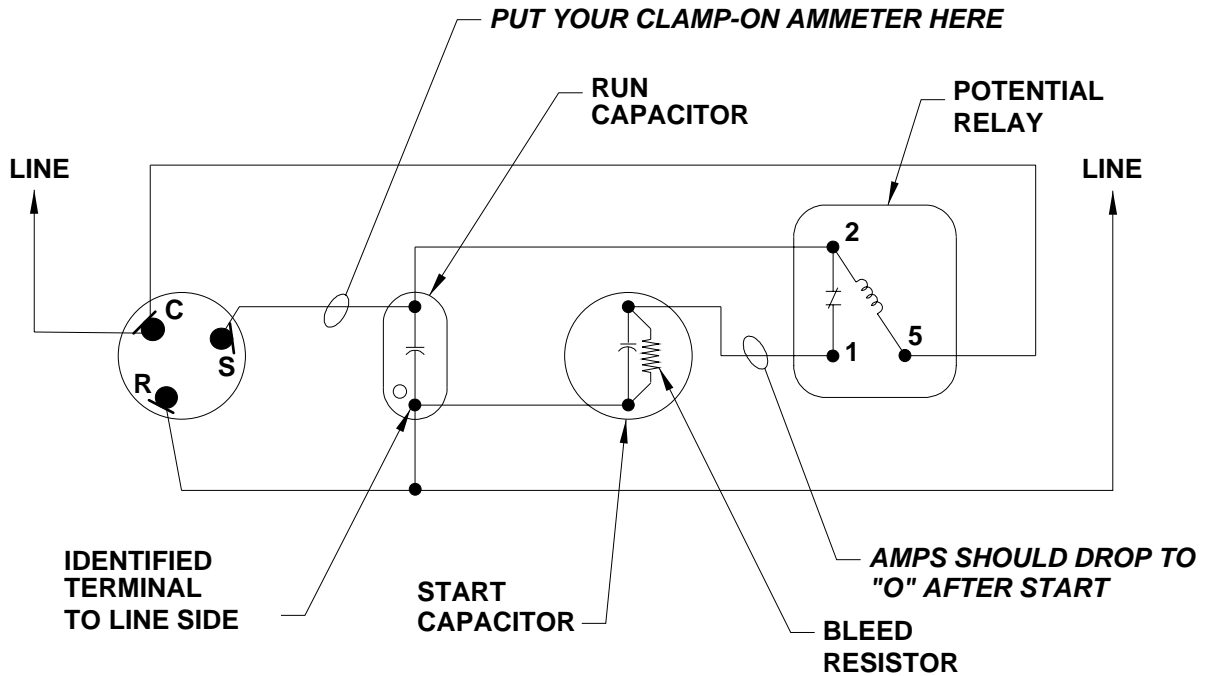 PUT YOUR CLAMP-ON AMMETER HERE
RUN
CAPACITOR
POTENTIAL
RELAY
LINE
LINE
2
C
S
R
1
5
IDENTIFIED
TERMINAL
TO LINE SIDE
START
CAPACITOR
AMPS SHOULD DROP TO
"O" AFTER START
BLEED
RESISTOR